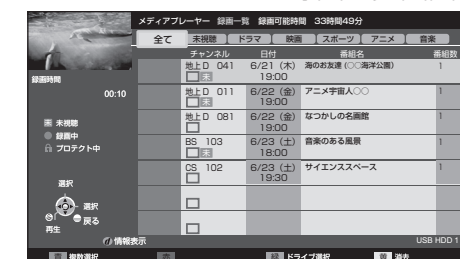 メディアプレーヤー 録画一覧 録画可能時間 33時間49分
全て 未視聴 ドラマ 映画 スポーツ アニメ 音楽
チャンネル 日付 番組名 番組数
地上D 041 6/21 (木) 海のお友達 (○○海洋公園) 1
未 19:00
地上D 011 6/22 (金) アニメ宇宙人○○ 1
未 19:00
地上D 081 6/22 (金) なつかしの名画館 1
19:00
BS 103 6/23 (土) 音楽のある風景 1
未 18:00
CS 102 6/23 (土) サイエンススペース 1
19:30
録画時間
00:10
未 未視聴
録画中
プロテクト中
選択
選択
戻る
再生
情報表示
USB HDD 1
青 複数選択 緑 ドライブ選択 黄 消去